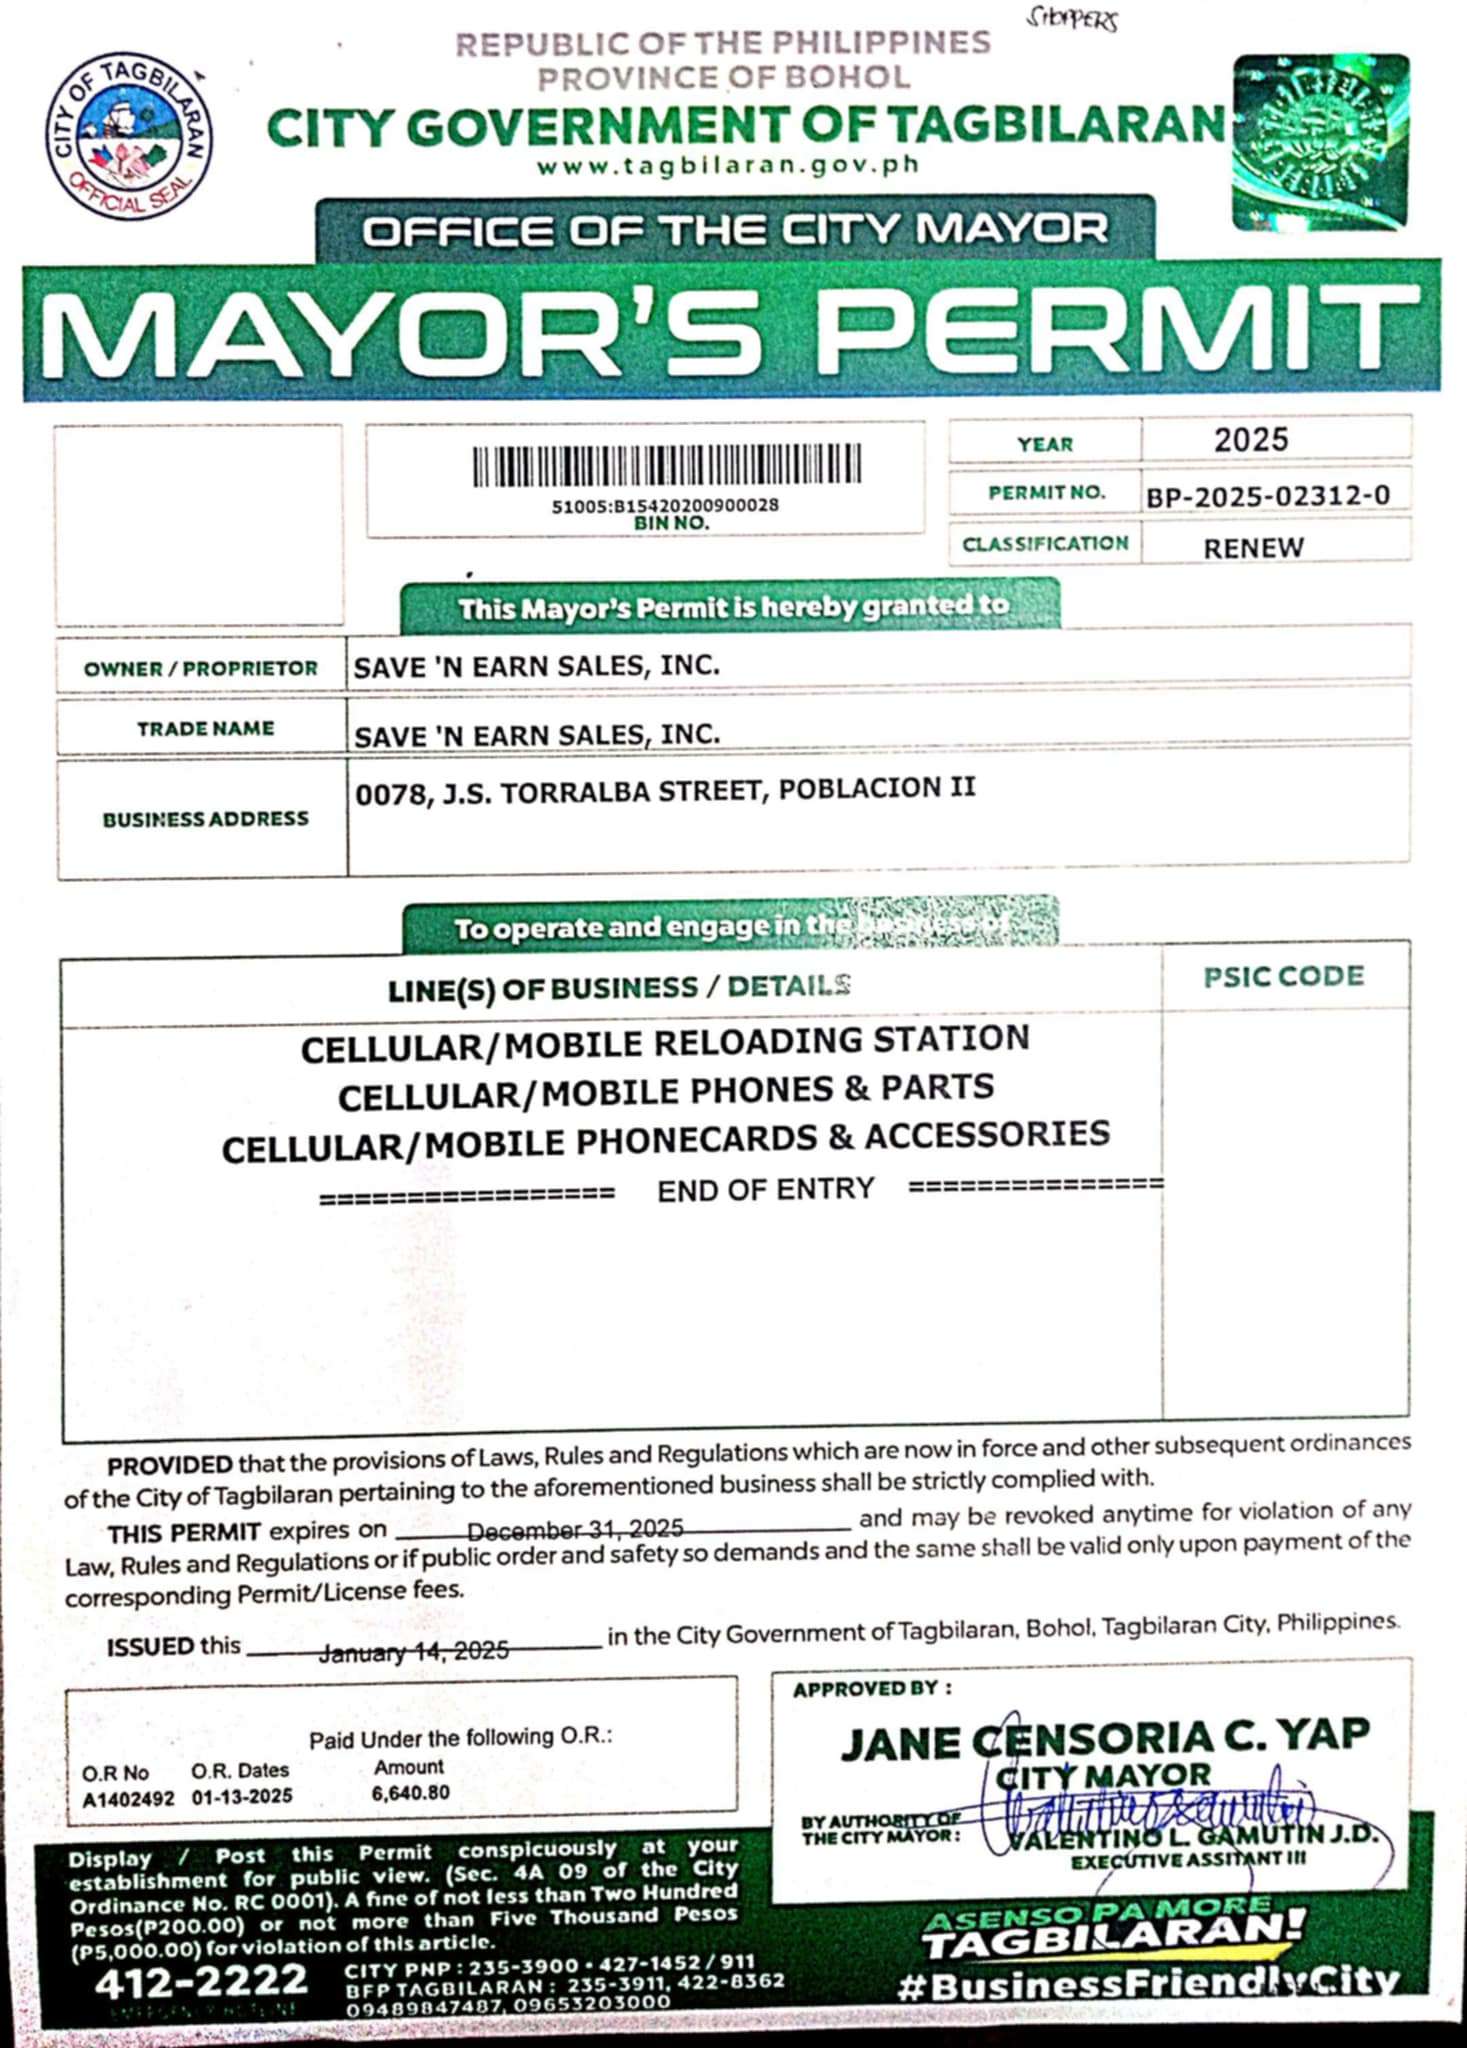 SHOPPERS
REPUBLIC OF THE PHILIPPINES
PROVINCE OF BOHOL
CITY GOVERNMENT OF TAGBILARAN
www.tagbilaran.gov.ph
CITY OF TAGBILARAN
OFFICIAL SEAL
OFFICE OF THE CITY MAYOR
MAYOR'S PERMIT
51005:B15420200900028
BIN NO.
YEAR 2025
PERMIT NO. BP-2025-02312-0
CLASSIFICATION RENEW
This Mayor's Permit is hereby granted to
OWNER / PROPRIETOR SAVE 'N EARN SALES, INC.
TRADE NAME SAVE 'N EARN SALES, INC.
BUSINESS ADDRESS 0078, J.S. TORRALBA STREET, POBLACION II
To operate and engage in the business of
LINE(S) OF BUSINESS / DETAILS PSIC CODE
CELLULAR/MOBILE RELOADING STATION
CELLULAR/MOBILE PHONES & PARTS
CELLULAR/MOBILE PHONECARDS & ACCESSORIES
================= END OF ENTRY ===============
PROVIDED that the provisions of Laws, Rules and Regulations which are now in force and other subsequent ordinances
of the City of Tagbilaran pertaining to the aforementioned business shall be strictly complied with.
THIS PERMIT expires on December 31, 2025 and may be revoked anytime for violation of any
Law, Rules and Regulations or if public order and safety so demands and the same shall be valid only upon payment of the
corresponding Permit/License fees.
ISSUED this January 14, 2025 in the City Government of Tagbilaran, Bohol, Tagbilaran City, Philippines.
Paid Under the following O.R.:
O.R No O.R. Dates Amount
A1402492 01-13-2025 6,640.80
APPROVED BY :
JANE CENSORIA C. YAP
CITY MAYOR
BY AUTHORITY OF
THE CITY MAYOR :
VALENTINO L. GAMUTIN J.D.
EXECUTIVE ASSITANT III
Display / Post this Permit conspicuously at your
establishment for public view. (Sec. 4A 09 of the City
Ordinance No. RC 0001). A fine of not less than Two Hundred
Pesos(P200.00) or not more than Five Thousand Pesos
(P5,000.00) for violation of this article.
412-2222
EMERGENCY HOTLINE
CITY PNP : 235-3900 • 427-1452 / 911
BFP TAGBILARAN : 235-3911, 422-8362
09489847487, 09653203000
ASENSO PA MORE
TAGBILARAN!
#BusinessFriendlyCity